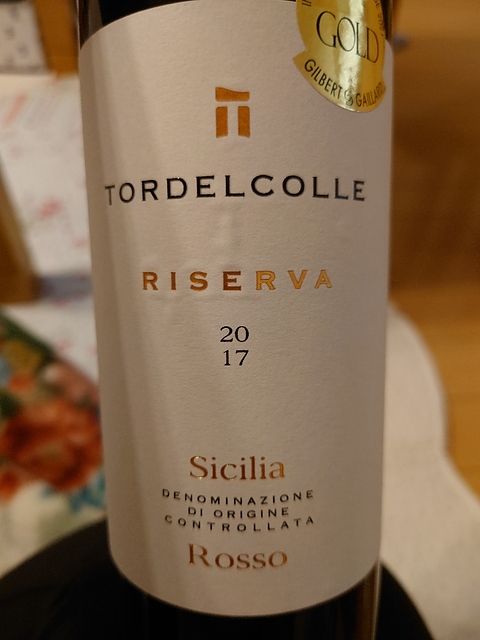 GOLD
GILBERT & GAILLARD
TORDELCOLLE
RISERVA
20
17
Sicilia
DENOMINAZIONE
DI ORIGINE
CONTROLLATA
Rosso